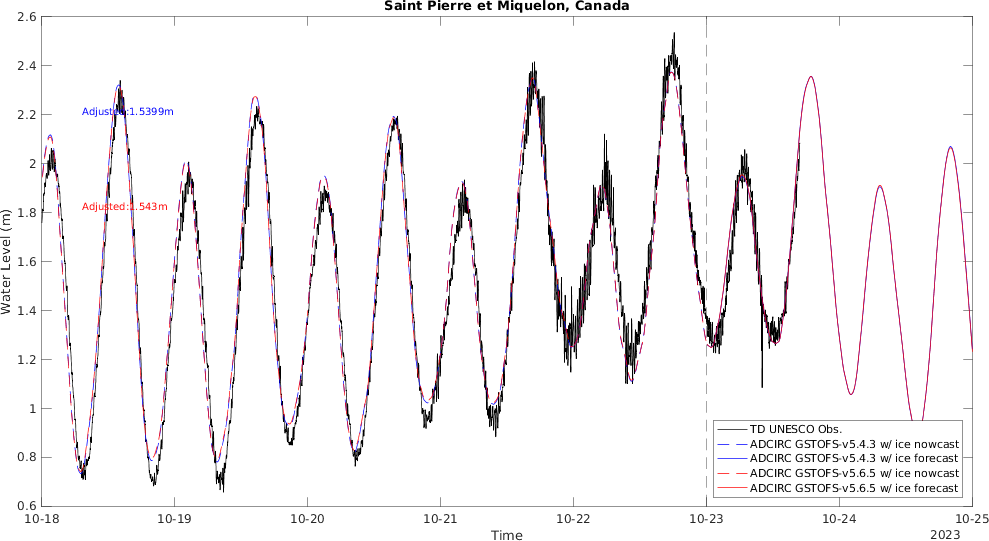 Saint Pierre et Miquelon, Canada
2.6
2.4
2.2
2
1.8
1.6
1.4
1.2
1
0.8
0.6
Water Level (m)
Adjusted:1.5399m
Adjusted:1.543m
TD UNESCO Obs.
ADCIRC GSTOFS-v5.4.3 w/ ice nowcast
ADCIRC GSTOFS-v5.4.3 w/ ice forecast
ADCIRC GSTOFS-v5.6.5 w/ ice nowcast
ADCIRC GSTOFS-v5.6.5 w/ ice forecast
10-18 10-19 10-20 10-21 10-22 10-23 10-24 10-25
Time
2023